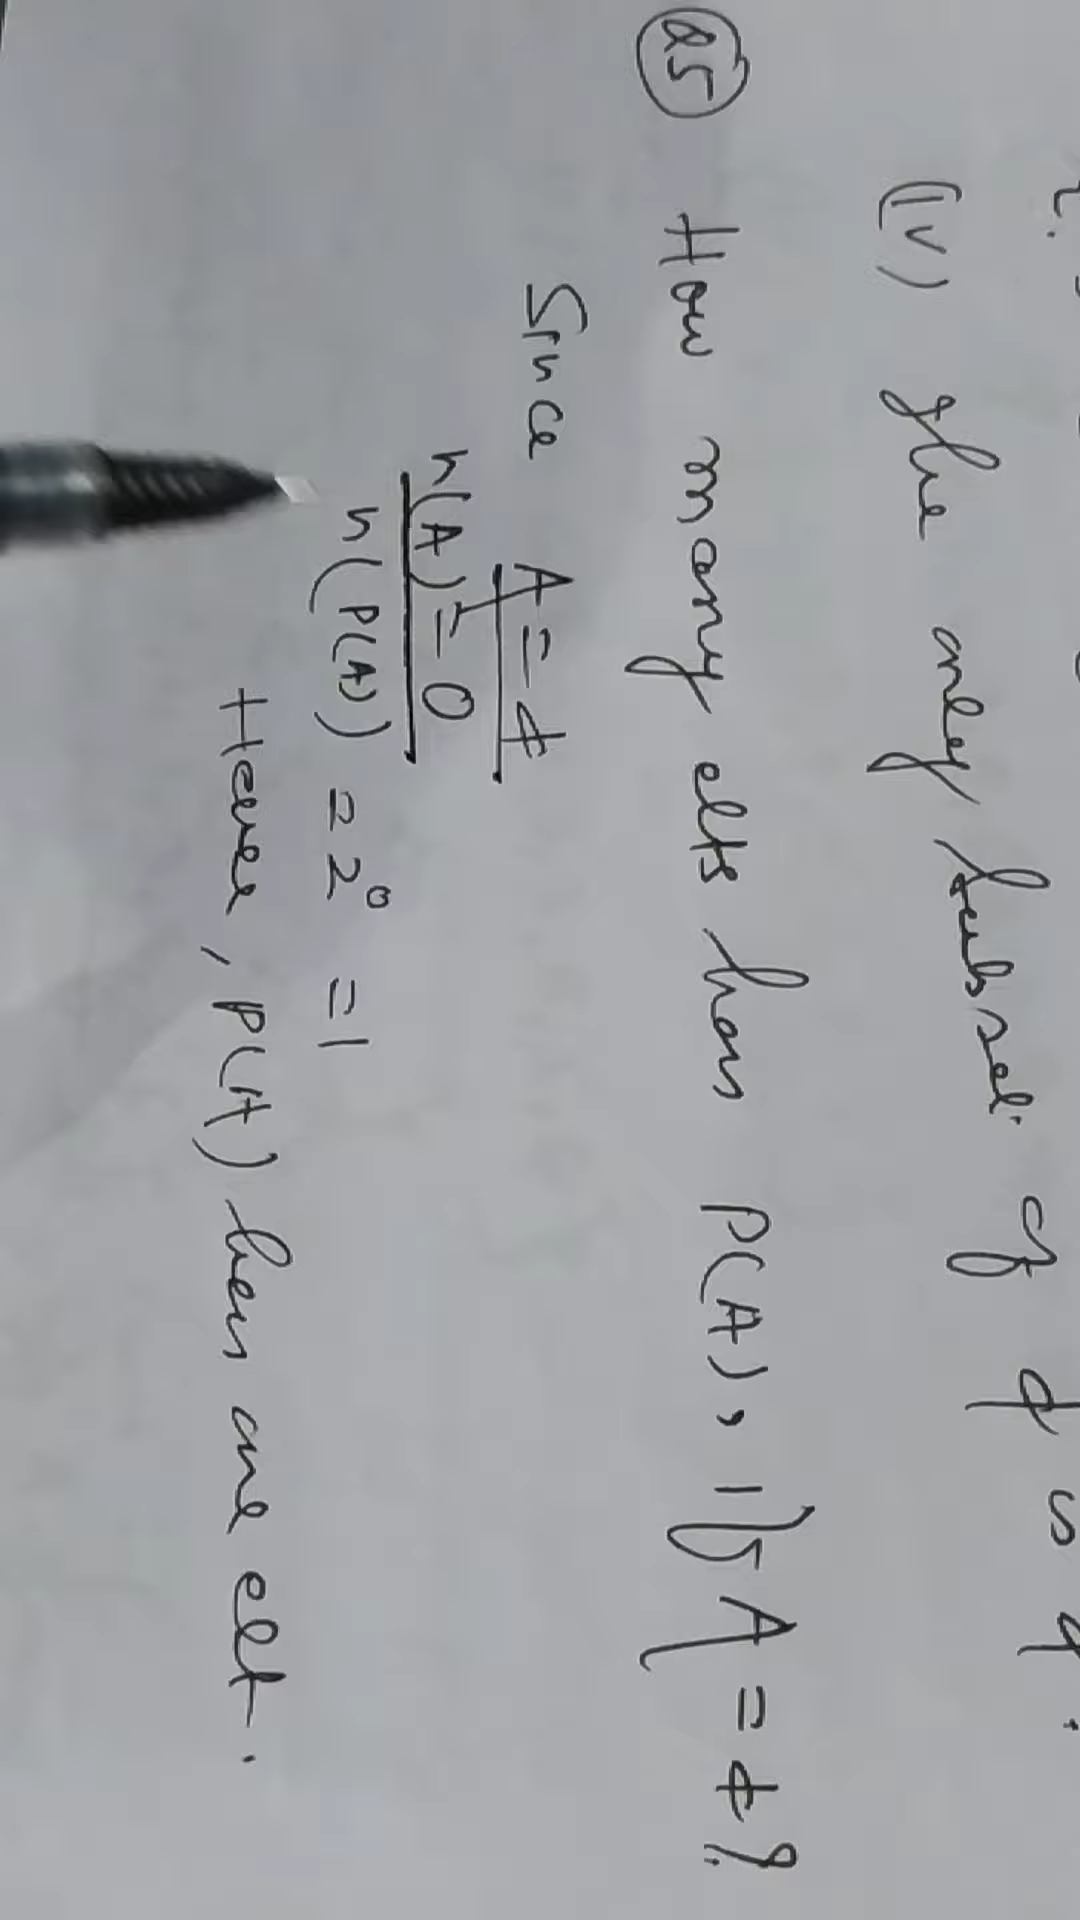 (iv) The only subset of ϕ is ϕ.
Q5 How many elts has P(A), if A = ϕ?
Since A = ϕ
n(A) = 0
n(P(A)) = 2⁰ = 1
Hence, P(A) has one elt.